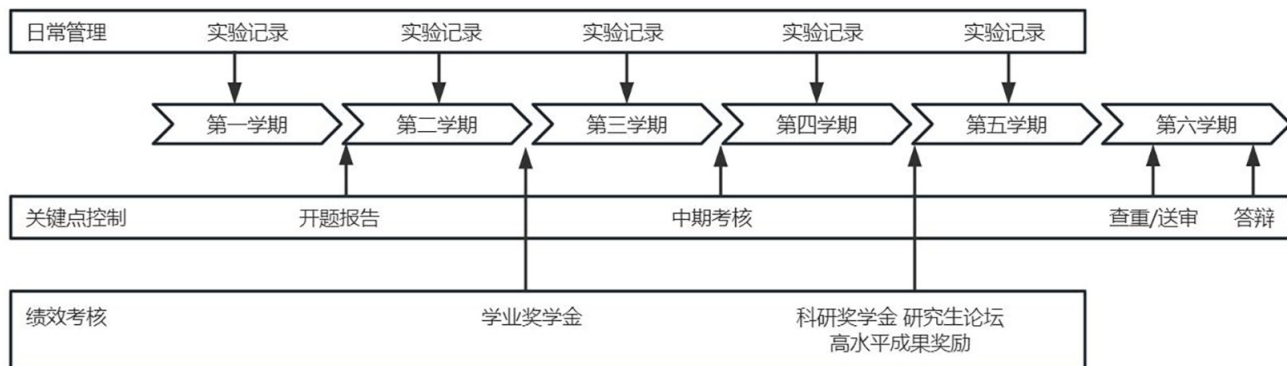 日常管理 实验记录 实验记录 实验记录 实验记录 实验记录
第一学期 第二学期 第三学期 第四学期 第五学期 第六学期
关键点控制 开题报告 中期考核 查重/送审 答辩
绩效考核 学业奖学金 科研奖学金 研究生论坛
高水平成果奖励